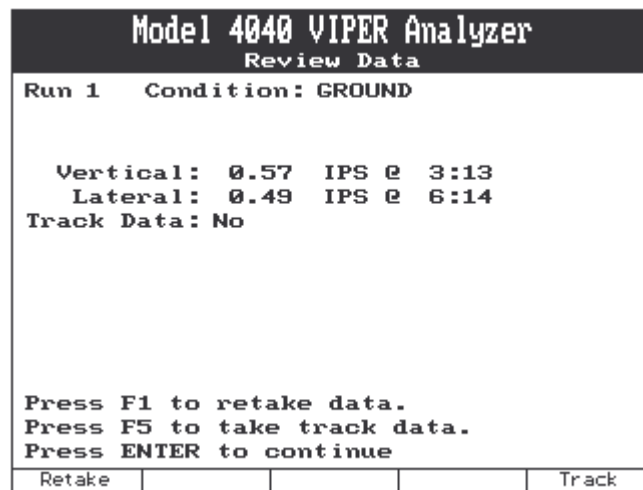 Model 4040 VIPER Analyzer
Review Data
Run 1 Condition: GROUND
Vertical: 0.57 IPS @ 3:13
Lateral: 0.49 IPS @ 6:14
Track Data: No
Press F1 to retake data.
Press F5 to take track data.
Press ENTER to continue
Retake Track